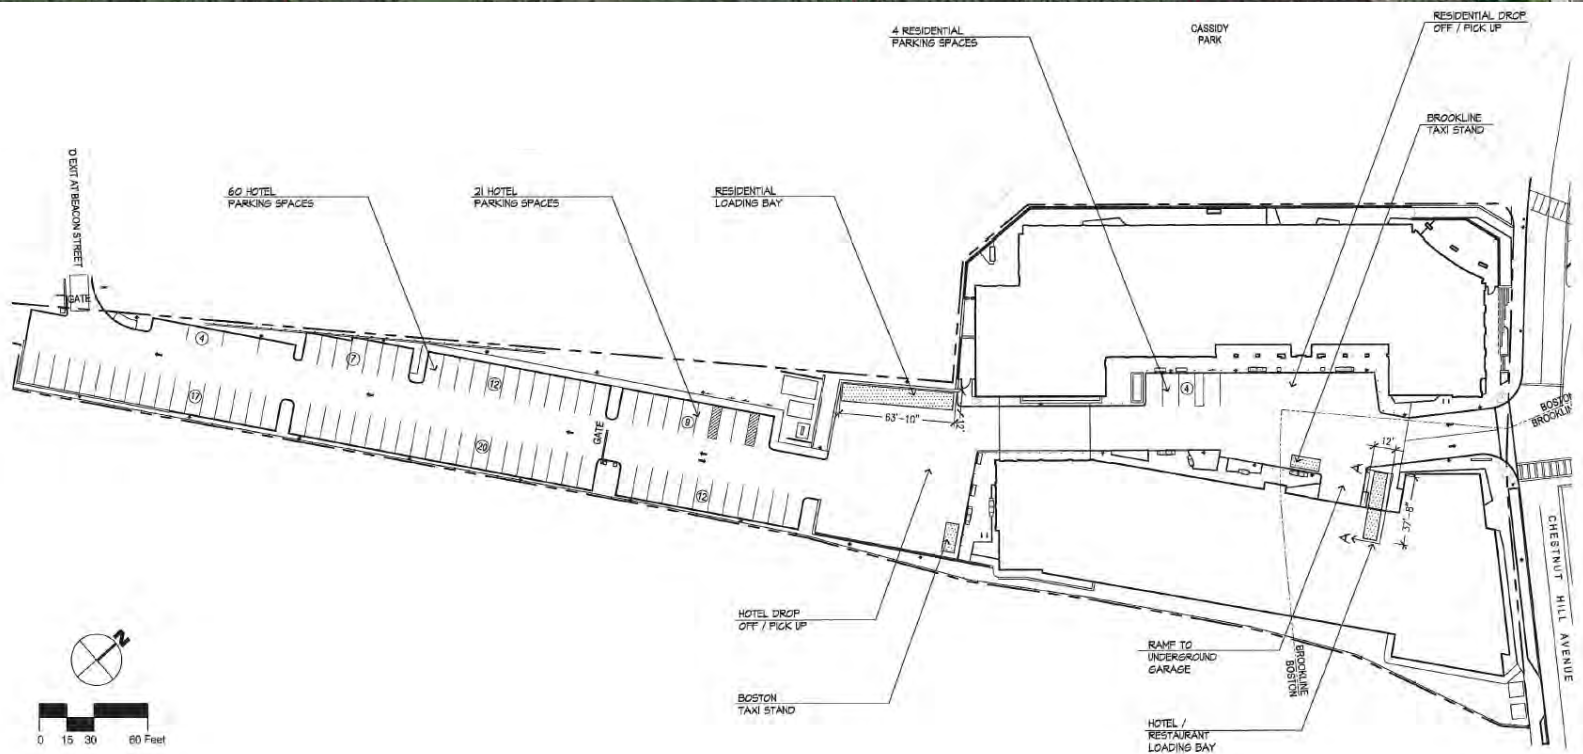 4 RESIDENTIAL
PARKING SPACES
CASSIDY
PARK
RESIDENTIAL DROP
OFF / PICK UP
BROOKLINE
TAXI STAND
D EXIT AT BEACON STREET
60 HOTEL
PARKING SPACES
21 HOTEL
PARKING SPACES
RESIDENTIAL
LOADING BAY
GATE
4
7
12
9
17
20
12
GATE
63'-10"
4
12'
37'-8"
A
A
BOSTON
BROOKLIN
CHESTNUT HILL AVENUE
HOTEL DROP
OFF / PICK UP
BOSTON
TAXI STAND
RAMP TO
UNDERGROUND
GARAGE
BROOKLINE
BOSTON
HOTEL /
RESTAURANT
LOADING BAY
N
0 15 30 60 Feet